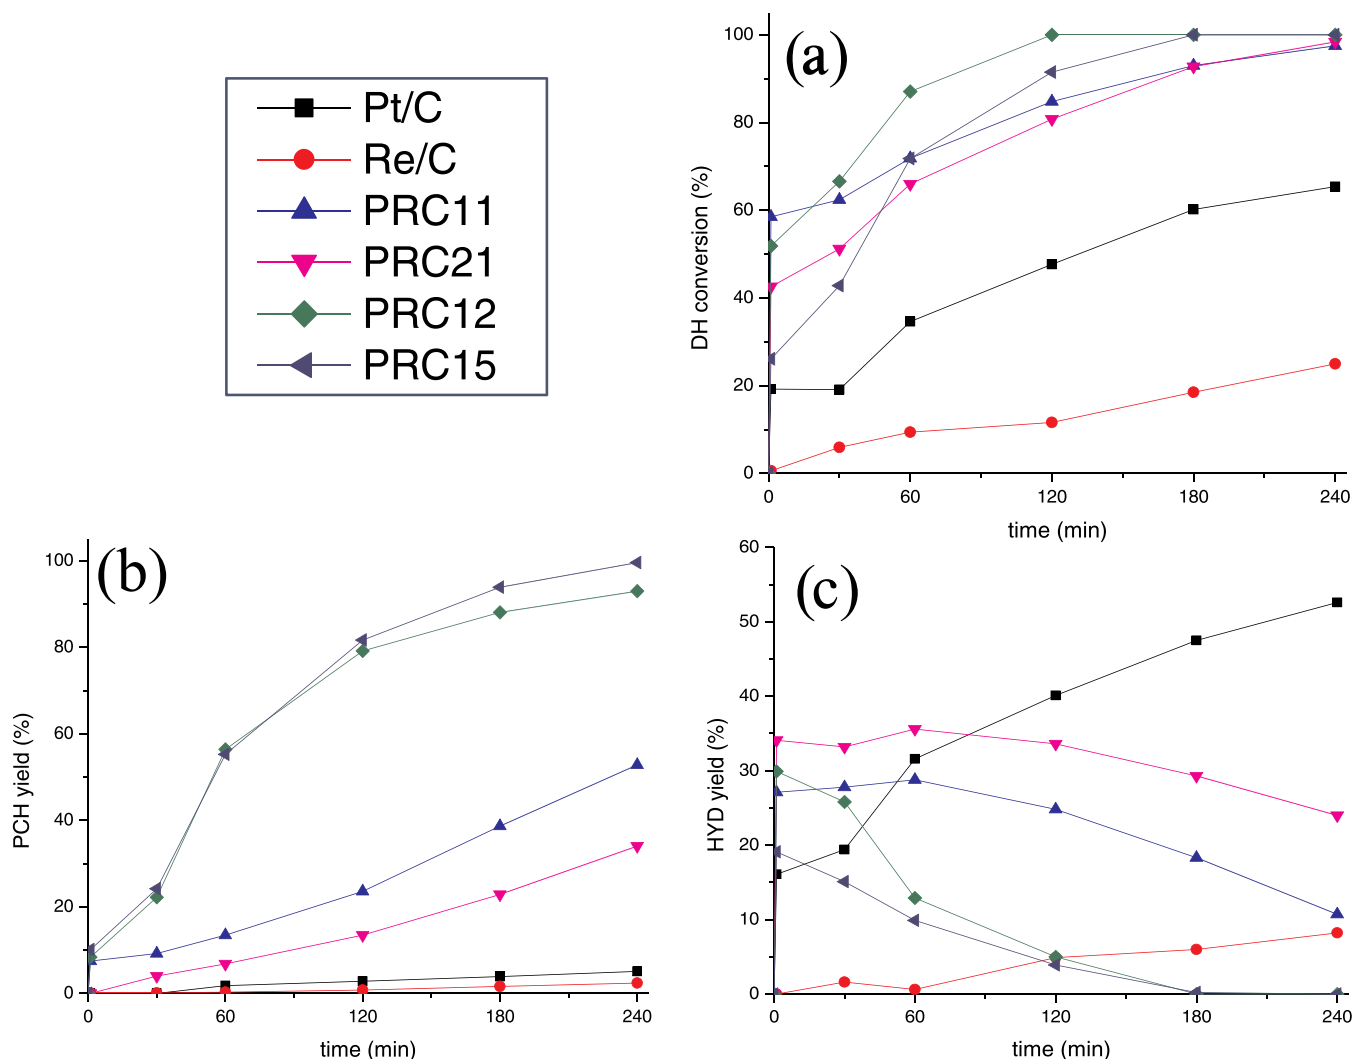 Pt/C
Re/C
PRC11
PRC21
PRC12
PRC15
(a)
DH conversion (%)
100
80
60
40
20
0
0 60 120 180 240
time (min)
(b)
PCH yield (%)
100
80
60
40
20
0
0 60 120 180 240
time (min)
(c)
HYD yield (%)
60
50
40
30
20
10
0
0 60 120 180 240
time (min)